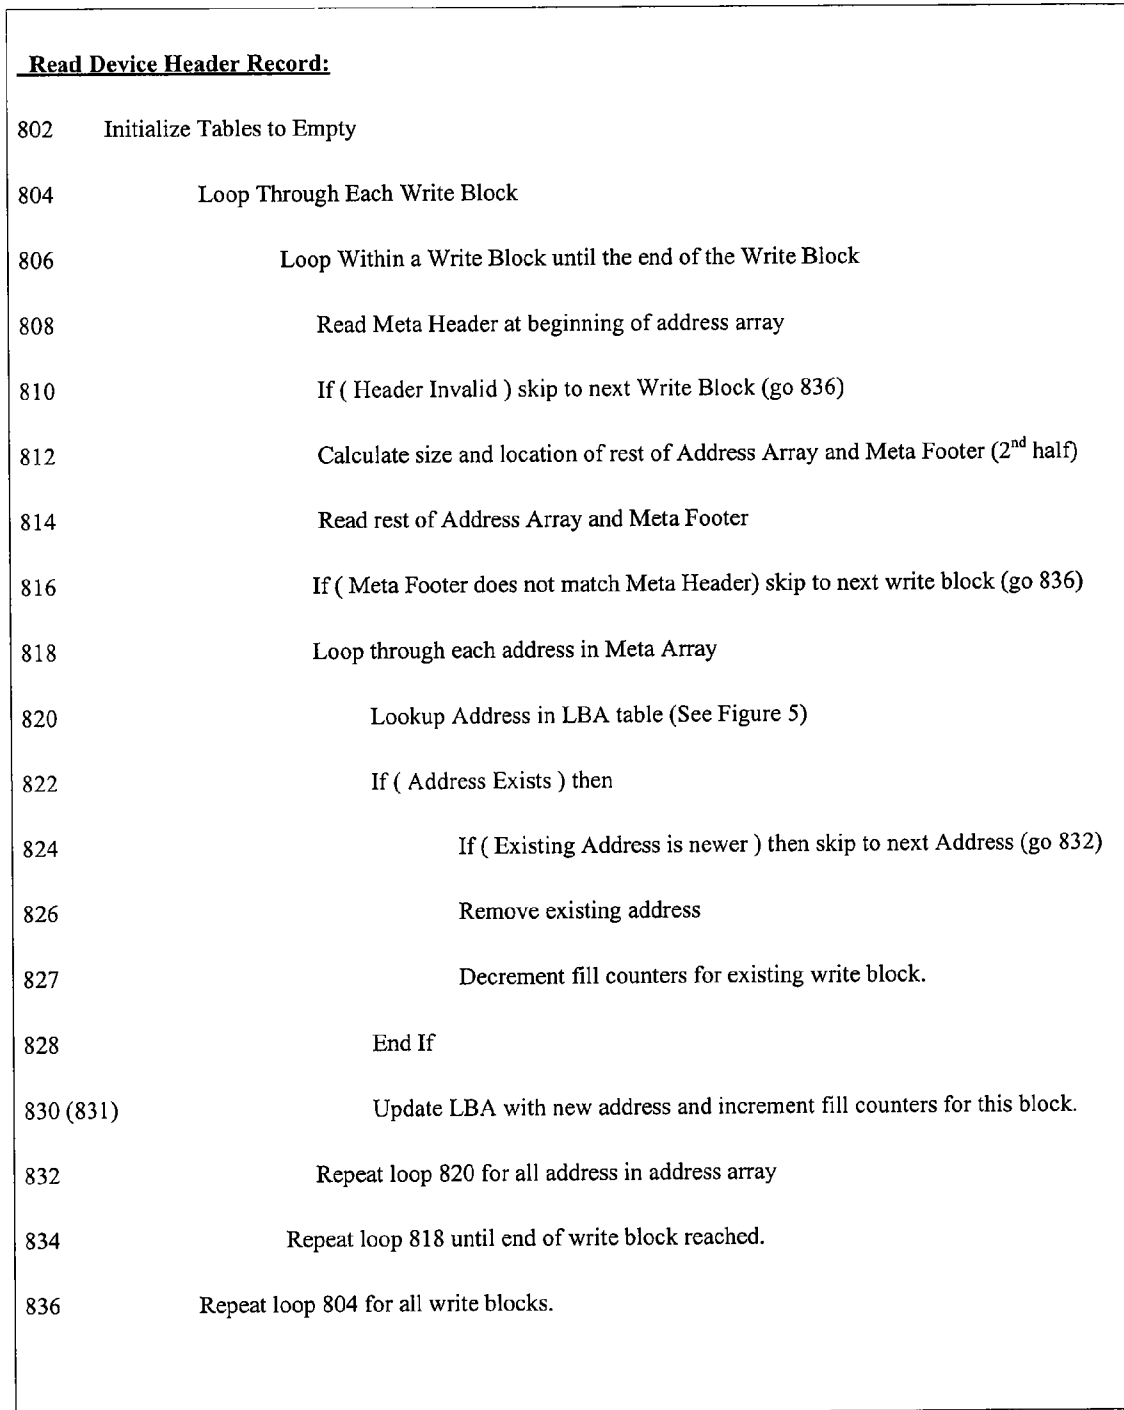 Read Device Header Record:
802 Initialize Tables to Empty
804 Loop Through Each Write Block
806 Loop Within a Write Block until the end of the Write Block
808 Read Meta Header at beginning of address array
810 If ( Header Invalid ) skip to next Write Block (go 836)
812 Calculate size and location of rest of Address Array and Meta Footer (2nd half)
814 Read rest of Address Array and Meta Footer
816 If ( Meta Footer does not match Meta Header) skip to next write block (go 836)
818 Loop through each address in Meta Array
820 Lookup Address in LBA table (See Figure 5)
822 If ( Address Exists ) then
824 If ( Existing Address is newer ) then skip to next Address (go 832)
826 Remove existing address
827 Decrement fill counters for existing write block.
828 End If
830 (831) Update LBA with new address and increment fill counters for this block.
832 Repeat loop 820 for all address in address array
834 Repeat loop 818 until end of write block reached.
836 Repeat loop 804 for all write blocks.